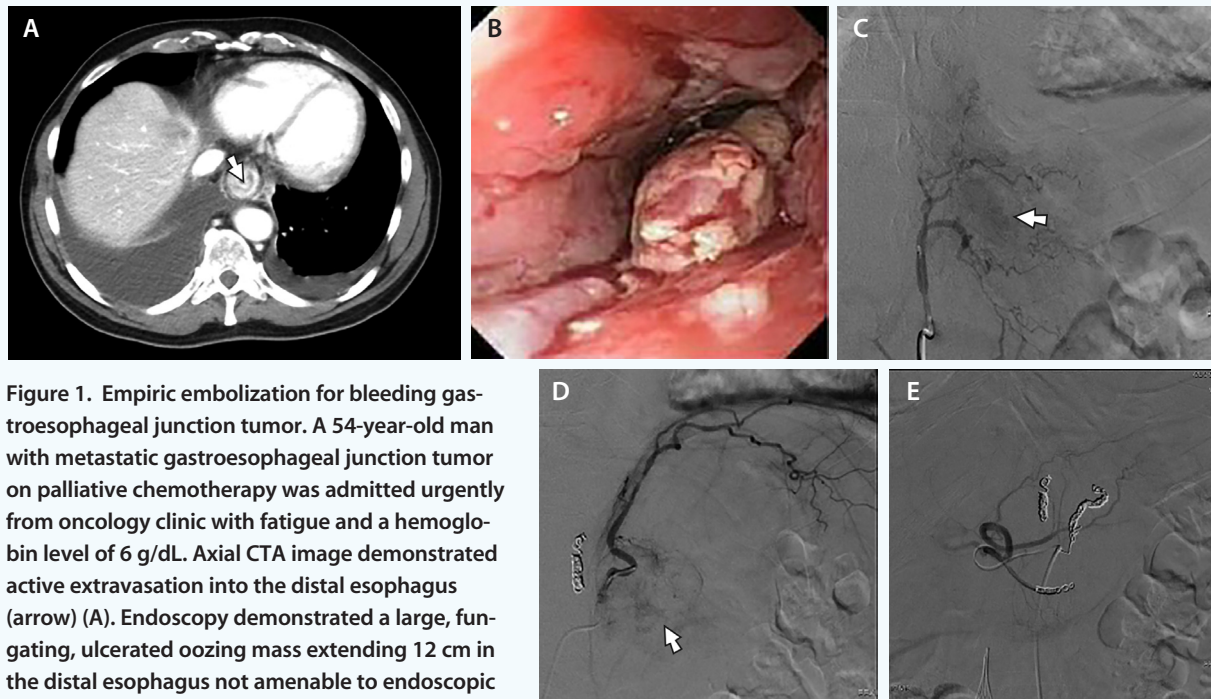 A
B
C
Figure 1. Empiric embolization for bleeding gas-
troesophageal junction tumor. A 54-year-old man
with metastatic gastroesophageal junction tumor
on palliative chemotherapy was admitted urgently
from oncology clinic with fatigue and a hemoglo-
bin level of 6 g/dL. Axial CTA image demonstrated
active extravasation into the distal esophagus
(arrow) (A). Endoscopy demonstrated a large, fun-
gating, ulcerated oozing mass extending 12 cm in
the distal esophagus not amenable to endoscopic
D
E